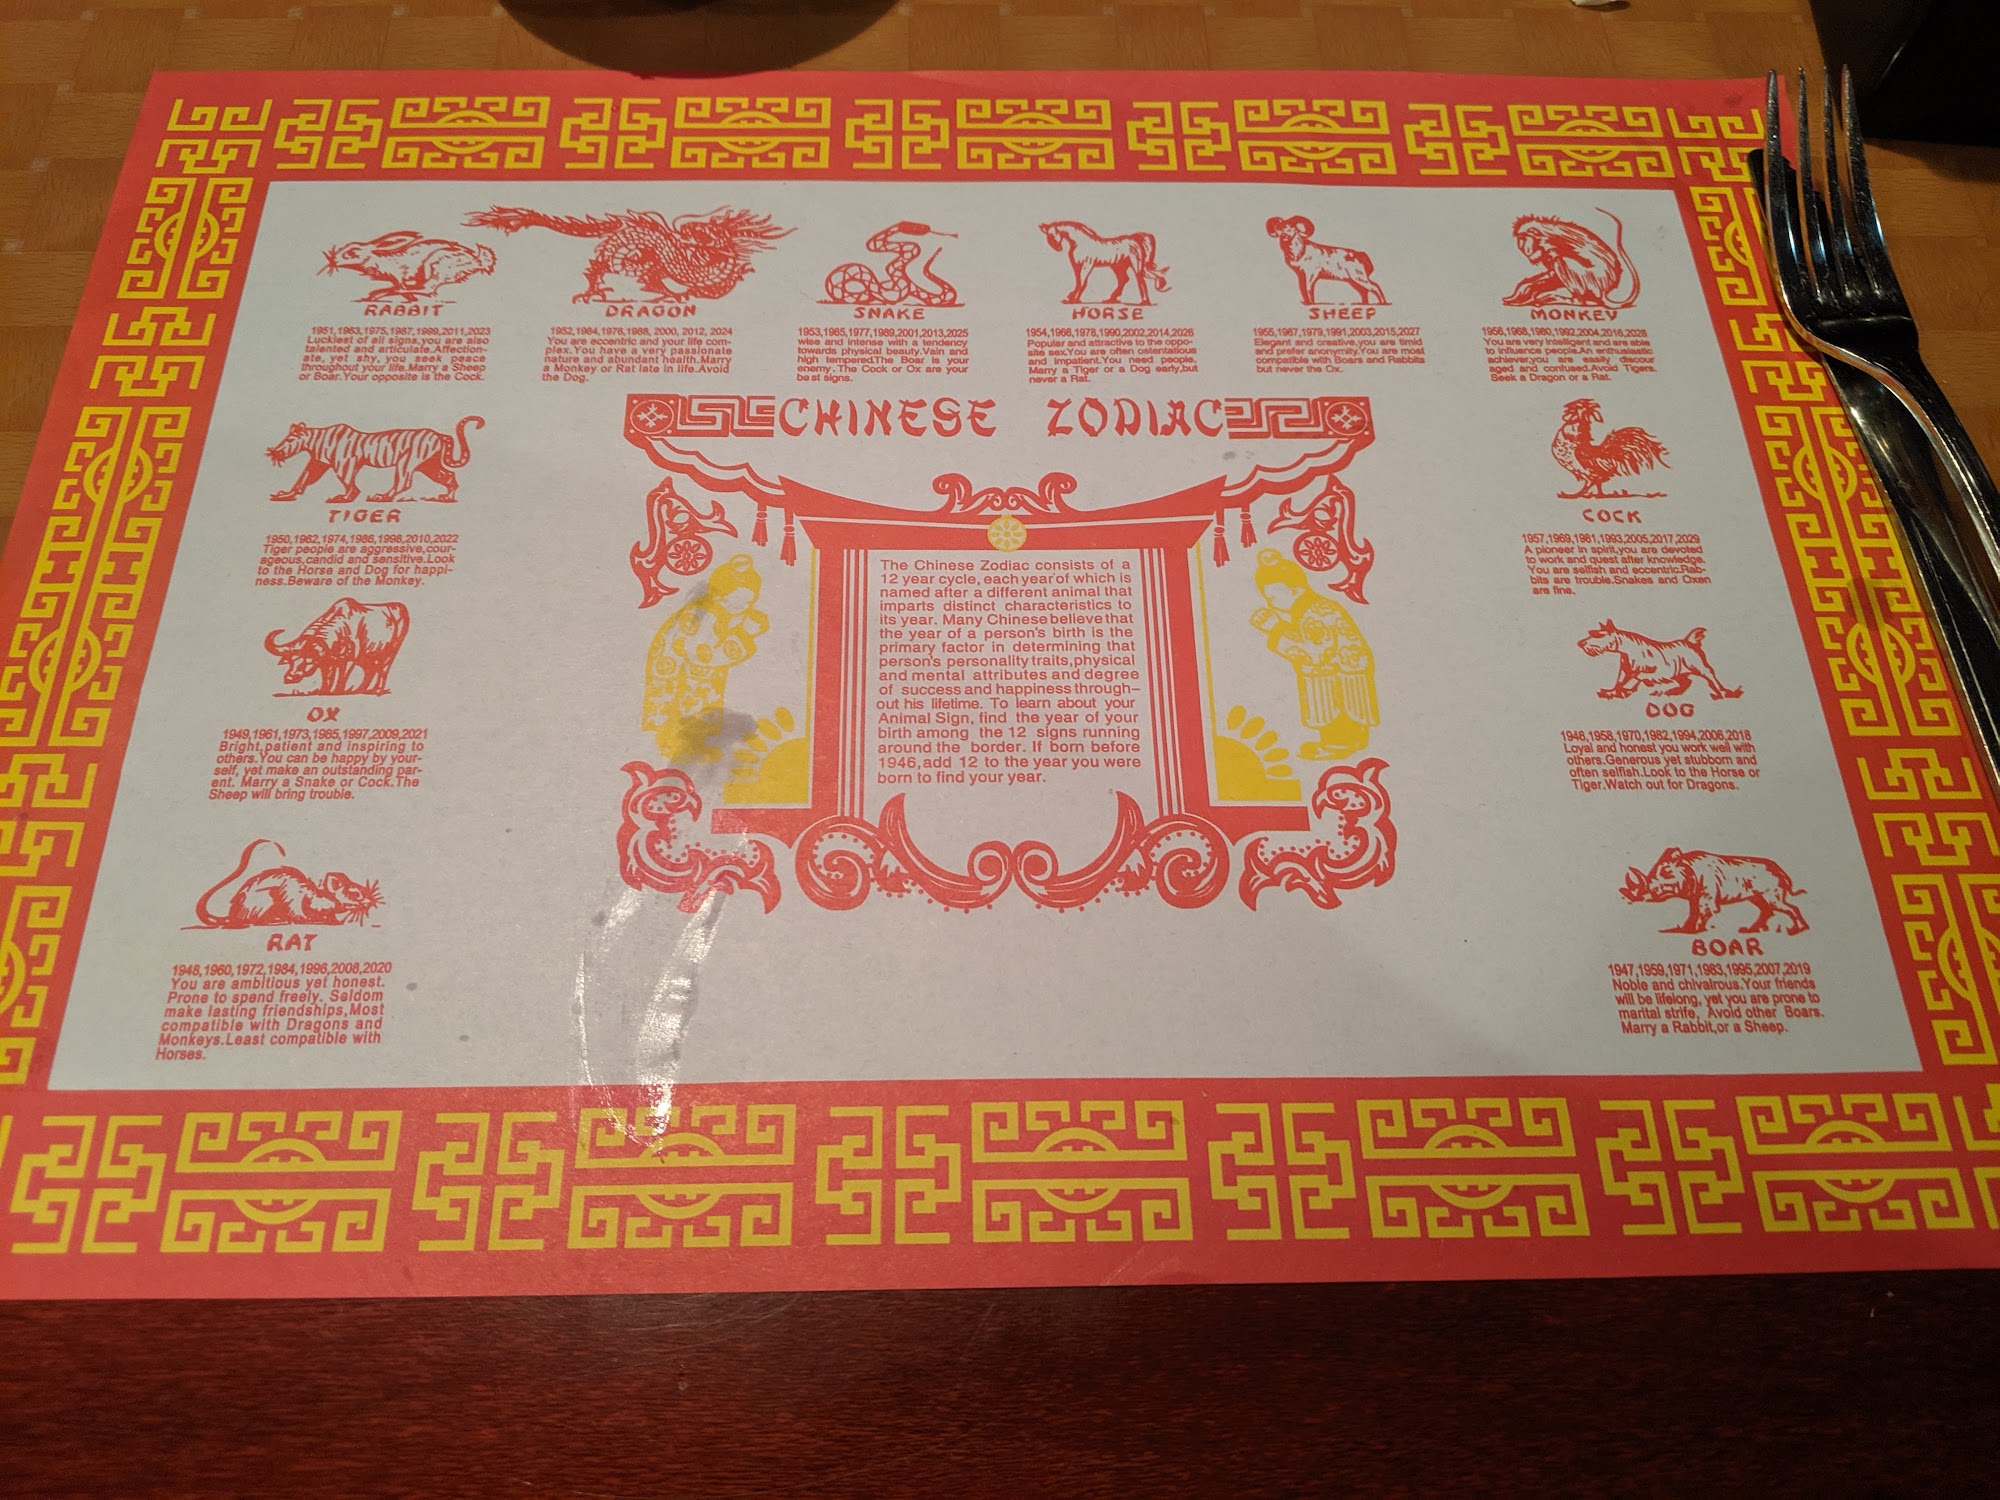 RABBIT
1951,1963,1975,1987,1999,2011,2023
Luckiest of all signs,you are also
talented and articulate.Affection-
ate, yet shy, you seek peace
throughout your life.Marry a Sheep
or Boar.Your opposite is the Cock.
DRAGON
1952,1964,1976,1988, 2000, 2012, 2024
You are eccentric and your life com-
plex.You have a very passionate
nature and abundant health.Marry
a Monkey or Rat late in life.Avoid
the Dog.
SNAKE
1953,1965,1977,1989,2001,2013,2025
wise and intense with a tendency
towards physical beauty.Vain and
high tempered.The Boar is your
enemy. The Cock or Ox are your
best signs.
HORSE
1954,1966,1978,1990,2002,2014,2026
Popular and attractive to the oppo-
site sex.You are often ostentatious
and impatient.You need people.
Marry a Tiger or a Dog early,but
never a Rat.
SHEEP
1955,1967,1979,1991,2003,2015,2027
Elegant and creative,you are timid
and prefer anonymity.You are most
compatible with Boars and Rabbits
but never the Ox.
MONKEY
1956,1968,1980,1992,2004,2016,2028
You are very intelligent and are able
to influence people.An enthusiastic
achiever,you are easily discour
aged and confused.Avoid Tigers.
Seek a Dragon or a Rat.
CHINESE ZODIAC
TIGER
1950,1962,1974,1986,1998,2010,2022
Tiger people are aggressive,cour-
ageous,candid and sensitive.Look
to the Horse and Dog for happi-
ness.Beware of the Monkey.
COCK
1957,1969,1981,1993,2005,2017,2029
A pioneer in spirit,you are devoted
to work and quest after knowledge.
You are selfish and eccentric.Rab-
bits are trouble.Snakes and Oxen
are fine.
The Chinese Zodiac consists of a
12 year cycle, each year of which is
named after a different animal that
imparts distinct characteristics to
its year. Many Chinese believe that
the year of a person's birth is the
primary factor in determining that
person's personality traits,physical
and mental attributes and degree
of success and happiness through-
out his lifetime. To learn about your
Animal Sign, find the year of your
birth among the 12 signs running
around the border. If born before
1946,add 12 to the year you were
born to find your year.
OX
1949,1961,1973,1985,1997,2009,2021
Bright,patient and inspiring to
others.You can be happy by your-
self, yet make an outstanding par-
ent. Marry a Snake or Cock.The
Sheep will bring trouble.
DOG
1946,1958,1970,1982,1994,2006,2018
Loyal and honest you work well with
others.Generous yet stubborn and
often selfish.Look to the Horse or
Tiger.Watch out for Dragons.
RAT
1948,1960,1972,1984,1996,2008,2020
You are ambitious yet honest.
Prone to spend freely. Seldom
make lasting friendships,Most
compatible with Dragons and
Monkeys.Least compatible with
Horses.
BOAR
1947,1959,1971,1983,1995,2007,2019
Noble and chivalrous.Your friends
will be lifelong, yet you are prone to
marital strife, Avoid other Boars.
Marry a Rabbit,or a Sheep.